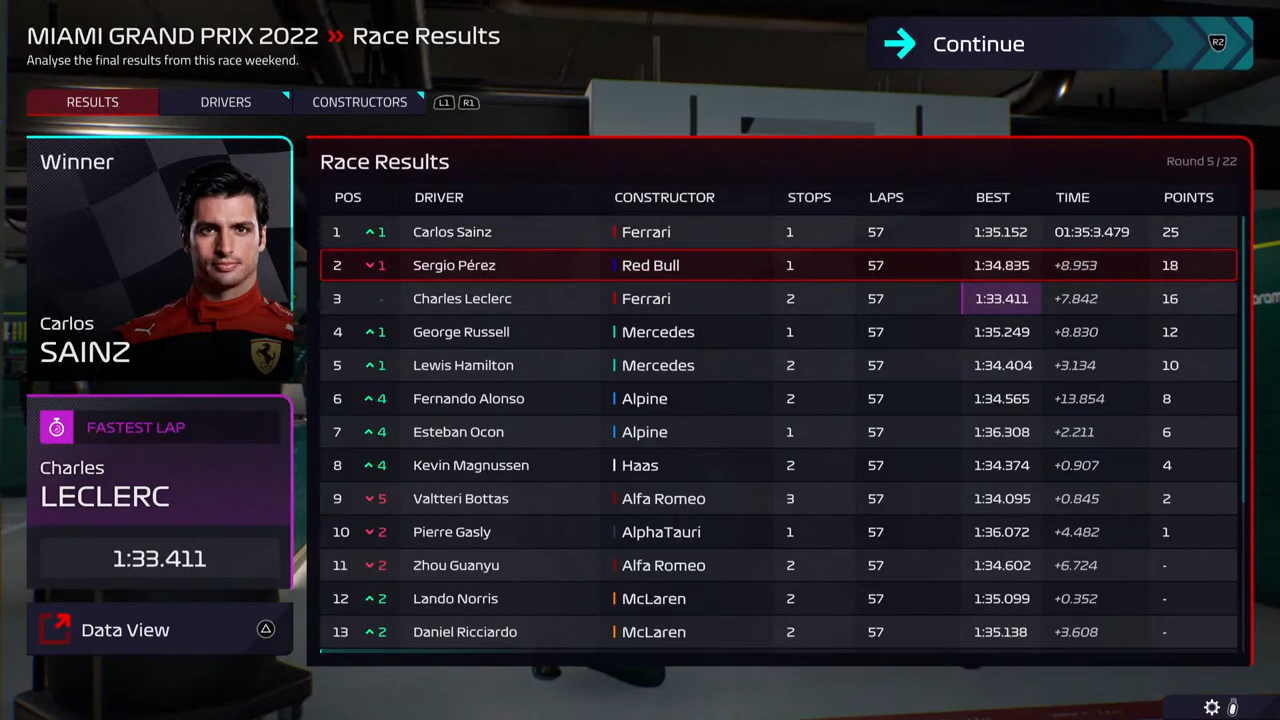 MIAMI GRAND PRIX 2022 » Race Results
Analyse the final results from this race weekend.
Continue R2
RESULTS DRIVERS CONSTRUCTORS L1 R1
Winner
Carlos
SAINZ
FASTEST LAP
Charles
LECLERC
1:33.411
Data View
Race Results Round 5 / 22
POS DRIVER CONSTRUCTOR STOPS LAPS BEST TIME POINTS
1 1 Carlos Sainz Ferrari 1 57 1:35.152 01:35:3.479 25
2 1 Sergio Pérez Red Bull 1 57 1:34.835 +8.953 18
3 - Charles Leclerc Ferrari 2 57 1:33.411 +7.842 16
4 1 George Russell Mercedes 1 57 1:35.249 +8.830 12
5 1 Lewis Hamilton Mercedes 2 57 1:34.404 +3.134 10
6 4 Fernando Alonso Alpine 2 57 1:34.565 +13.854 8
7 4 Esteban Ocon Alpine 1 57 1:36.308 +2.211 6
8 4 Kevin Magnussen Haas 2 57 1:34.374 +0.907 4
9 5 Valtteri Bottas Alfa Romeo 3 57 1:34.095 +0.845 2
10 2 Pierre Gasly AlphaTauri 1 57 1:36.072 +4.482 1
11 2 Zhou Guanyu Alfa Romeo 2 57 1:34.602 +6.724 -
12 2 Lando Norris McLaren 2 57 1:35.099 +0.352 -
13 2 Daniel Ricciardo McLaren 2 57 1:35.138 +3.608 -